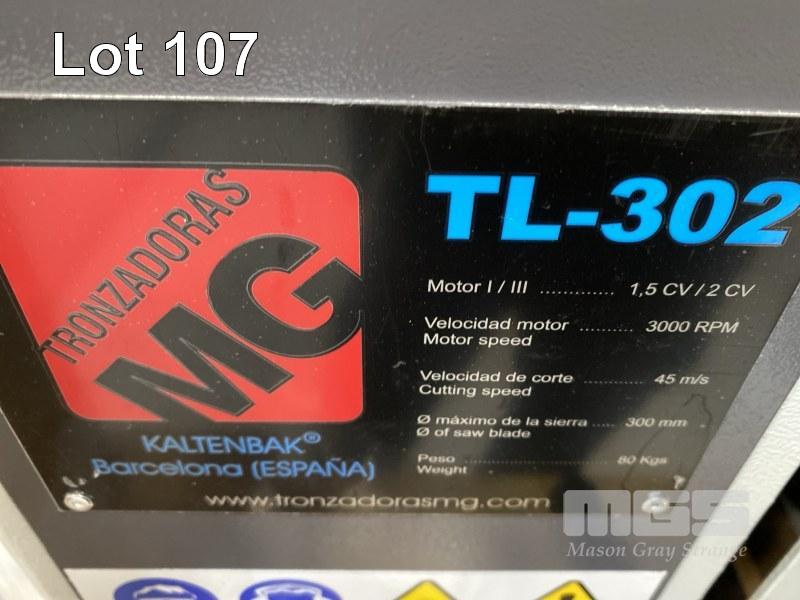 Lot 107
TRONZADORAS
MG
KALTENBAK®
Barcelona (ESPAÑA)
TL-302
Motor I / III ............. 1,5 CV / 2 CV
Velocidad motor .......... 3000 RPM
Motor speed
Velocidad de corte ............ 45 m/s
Cutting speed
Ø máximo de la sierra ..... 300 mm
Ø of saw blade
Peso ........................ 80 Kgs
Weight
www.tronzadorasmg.com
MGS
Mason Gray Strange